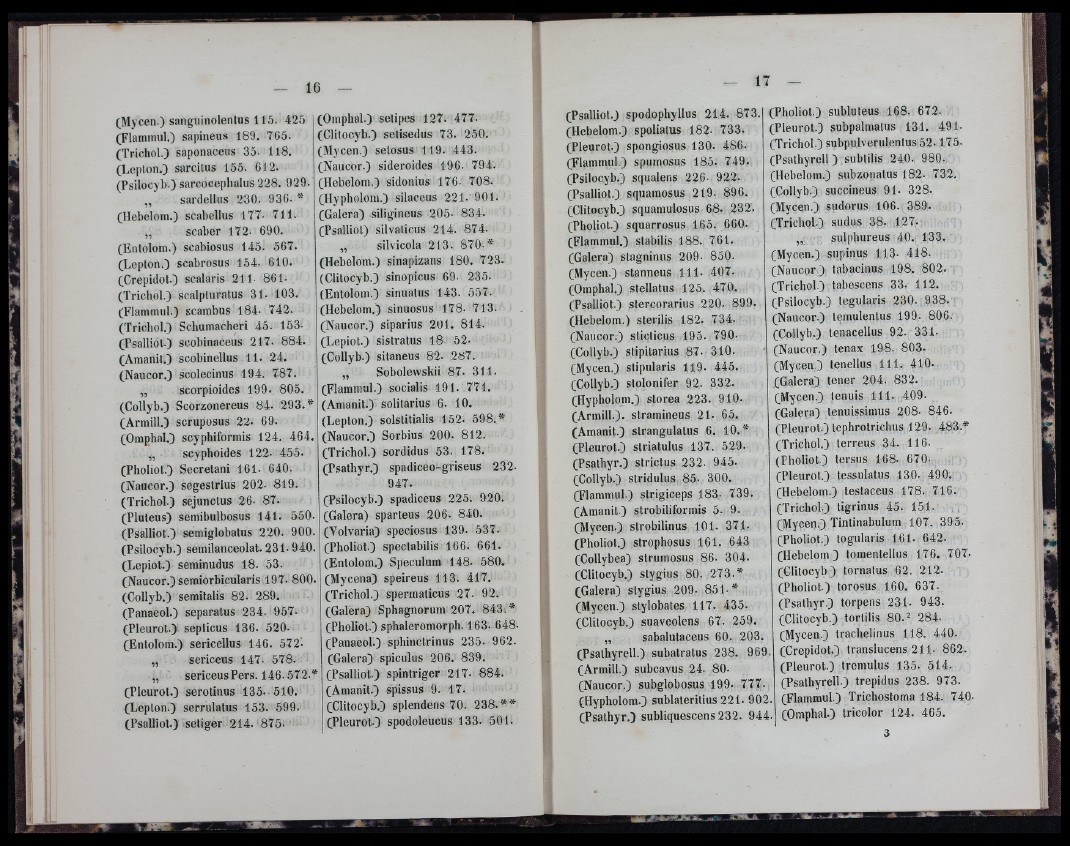 — 16 —
(Mycen.) sanguinolentus 115. 425
(Flammul.) sapineus 189. 765.
(Trichol.) saponaceus 35. 118.
(Lepton.) sarcitus 155. 612.
(Psilocyb.) sarcocephalus 228. 929.
„ sardellus 230. 936. *
(Hebelom.) scabellus 177. 711.
„ scaber 172. 690.
(Entolom.) scabiosus 145. 567.
(Lepton.) scabrosus 154. 610.
(Crepidot.) scalaris 211. 861.
(Trichol.) scalpturatus 31. 103.
(Flammul.) scambus 184. 742.
(Trichol.) Schumacheri 45. 153.
(Psalliot.) scobinaceus 217. 884.
(Amanit.) scobinellus 11. 24.
(Naucor.) scolecinus 194. 787.
„ scorpioides 199. 805.
(Collyb.) Scorzonereus 84. 293.*
(Armill.) scruposus 22. 69.
(Omphal.) scyphiformis 124. 464.
„ scyphoides 122. 455.
(Pholiot.) Secretani 161. 640.
(Naucor.) segestrius 202. 819.
(Trichol.) sejunctus 26. 87.
(Pluteus) semibulbosus 141. 550.
(Psalliot.) semiglobatus 220. 900.
(Psilocyb.) semilanceolat. 231. 940.
(Lepiot.) seminudus 18. 53.
(Naucor.) semiorbicularis 197. 800.
(Collyb.) semitalis 82. 289.
(Panaeol.) separatus 234. 957.
(Pleurot.) septicus 136. 520.
(Entolom.) sericellus 146. 572.
„ sericeus 147. 578.
„ sericeus Pers. 146. 572.*
(Pleurot.) serotinus 135. 510.
(Lepton.) serrulatus 153. 599.
(Psalliot.) setiger 214. 875.
(Omphal.) setipes 127. 477.
(Clitocyb.) setisedus 73. 250.
(Mycen.) setosus 119. 443.
(Naucor.) sideroides 196. 794.
(Hebelom.) sidonius 176. 708.
(Hypholom.) silaceus 221. 901.
(Galera) siligineus 205. 834.
(Psalliot) silvaticus 214. 874.
„ silvicola 213. 870.*
(Hebelom.) sinapizans 180. 723.
(Clitocyb.) sinopicus 69. 235.
(Entolom.) sinuatus 143. 557.
(Hebelom.) sinuosus 178. 713.
(Naucor.) siparius 201. 814.
(Lepiot.) sistratus 18 52.
(Collyb.) sitaneus 82. 287.
„ Sobolewskii 87. 311.
(Flammul.) socialis 191. 771.
(Amanit.) solitarius 6. 10.
(Lepton.) solstitialis 152. 598.*
(Naucor.) Sorbius 200. 812.
(Trichol.) sordidus 53. 178.
(Psathyr.) spadiceo-griseus 232.
947.
(Psilocyb.) spadiceus 225. 920.
(Galera) sparteus 206. 840.
(Volvaria) speciosus 139. 537.
(Pholiot.) spectabilis 166. 661.
(Entolom.) Speculum 148. 580.
(Mycena) speireus 113. 417.
(Trichol.) spermaticus 27. 92.
(Galera) Sphagnorum 207. 843.*
(Pholiot.) sphaleromorph. 163. 648.
(Panaeol.) sphinctrinus 235. 962.
(Galera) spiculus 206. 839.
(Psalliot.) spintriger 217. 884.
(Amanit.) spissus 9. 17.
(Clitocyb.) splendens 70. 238.**
(Pleurot.) spodoleucus 133. 501.
— 17 —
(Psalliot.) spodophyllus 214. 873.
(Hebelom.) spoliatus 182. 733.
(Pleurot.) spongiosus 130. 486.
(Flammul.) spumosus 185. 749.
(Psilocyb.) squalens 226. 922.
(Psalliot.) squamosus 219. 896.
(Clitocyb.) squamulosus 68. 232.
(Pholiot.) squarrosus 165. 660.
(Flammul.) stabilis 188. 761.
(Galera) stagninus 209. 850.
(Mycen.) stanneus 111. 407.
(Omphal.) stellatus 125. 470.
(Psalliot.) stercorarius 220. 899.
(Hebelom.) sterilis 182. 734.
(Naucor.) sticticus 195. 790.
(Collyb.) stipitarius 87. 310.
(Mycen.) stipularis 119. 445.
(Collyb.) stolonifer 92. 332.
(Hypholom.) storea 223. 910.
(Armill.). stramineus 21. 65.
(Amanit.) strangulatus 6. 10.*
(Pleurot.) striatulus 137. 529.
(Psathyr.) strictus 232. 945.
(Collyb.) stridulus 85. 300.
(Flammul.) strigiceps 183. 739.
(Amanit.) strobiliformis 5. 9.
(Mycen.) strobilinus 101. 371.
(Pholiot.) strophosus 161. 643
(Collybea) strumosus 86. 304.
(Clitocyb.) stygius 80. 273.*
(Galera) stygius 209. 851.*
(Mycen.) stylobates 117. 435.
(Clitocyb.) suaveolens 67. 259.
„ sabalutaceus 60. 203.
(Psathyrell.) subatratus 238. 969.
(Armill.) subcavus 24. 80.
(Naucor.) subglobosus 199. 777.
(Hypholom.) sublateritius 221. 902.
(Psathyr.) subliquescens 232. 944.
(Pholiot.) subluteus 168. 672.
(Pleurot.) subpalmatus 131. 491.
(Trichol.) subpulverulentus 52. 175.
(Psathyrell.) subtilis 240. 980.
(Hebelom.) subzonatus 182. 732.
(Collyb.) succineus 91. 328.
(Mycen.) sudorus 106. 389.
(Trichol.) sudus 38. 127.
„ sulphureus 40. 133.
(Mycen.) supinus 113. 418.
(Naucor.) tabacinus 198. 802.
(Trichol.) tabescens 33. 112.
(Psilocyb.) tegularis 230. 938.
(Naucor.) temulentus 199. 806.
(Collyb.) tenacellus 92. 331.
(Naucor.) tenax 198. 803.
(Mycen.) tenellus 111. 410.
(Galera) tener 204. 832.
(Mycen.) tenuis 111. 409.
(Galera) tenuissimus 208. 846.
(Pleurot.) tephrotrichus 129. 483.*
(Trichol.) terreus 34. 116.
(Pholiot.) tersus 168. 670.
(Pleurot.) tessulatus 130. 490.
(Hebelom.) testaceus 178. 716.
(Trichol.) tigrinus 45. 151.
(Mycen.) Tintinabulum 107. 395.
(Pholiot.) togularis 161. 642.
(Hebelom.) tomentellus 176. 707.
(Clitocyb.) tornatus 62. 212.
(Pholiot.) torosus 160. 637.
(Psathyr.) torpens 231. 943.
(Clitocyb.) tortilis 80.² 284.
(Mycen.) trachelinus 118. 440.
(Crepidot.) translucens 211. 862.
(Pleurot.) tremulus 135. 514.
(Psathyrell.) trepidus 238. 973.
(Flammul.) Trichostoma 184. 740.
(Omphal.) tricolor 124. 465.
3